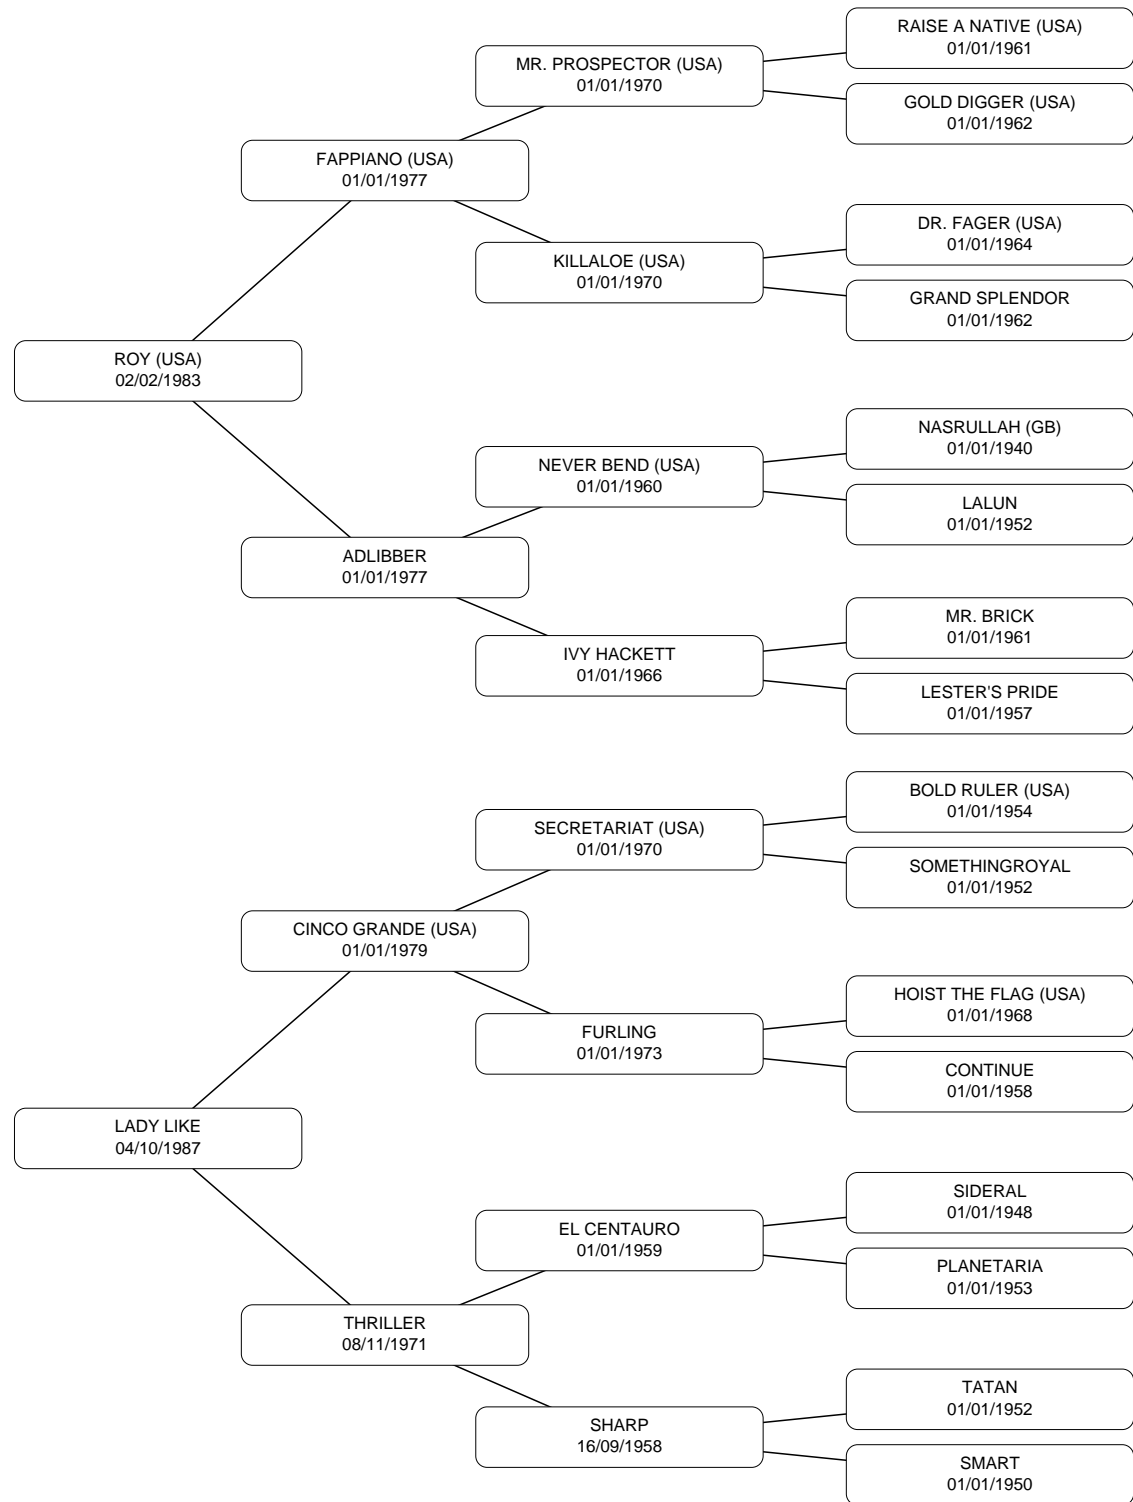 RAISE A NATIVE (USA)
01/01/1961
MR. PROSPECTOR (USA)
01/01/1970
GOLD DIGGER (USA)
01/01/1962
FAPPIANO (USA)
01/01/1977
DR. FAGER (USA)
01/01/1964
KILLALOE (USA)
01/01/1970
GRAND SPLENDOR
01/01/1962
ROY (USA)
02/02/1983
NASRULLAH (GB)
01/01/1940
NEVER BEND (USA)
01/01/1960
LALUN
01/01/1952
ADLIBBER
01/01/1977
MR. BRICK
01/01/1961
IVY HACKETT
01/01/1966
LESTER'S PRIDE
01/01/1957
BOLD RULER (USA)
01/01/1954
SECRETARIAT (USA)
01/01/1970
SOMETHINGROYAL
01/01/1952
CINCO GRANDE (USA)
01/01/1979
HOIST THE FLAG (USA)
01/01/1968
FURLING
01/01/1973
CONTINUE
01/01/1958
LADY LIKE
04/10/1987
SIDERAL
01/01/1948
EL CENTAURO
01/01/1959
PLANETARIA
01/01/1953
THRILLER
08/11/1971
TATAN
01/01/1952
SHARP
16/09/1958
SMART
01/01/1950